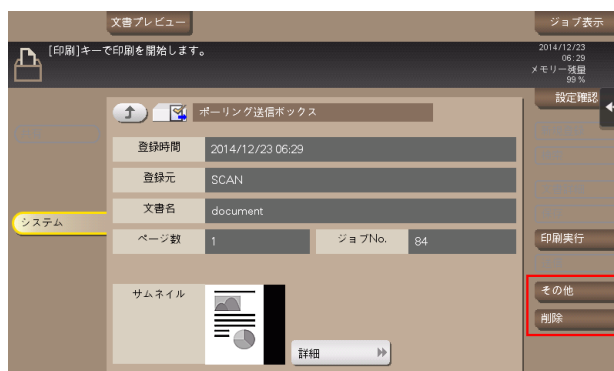 文書プレビュー
ジョブ表示
[印刷]キーで印刷を開始します。
2014/12/23
06:29
メモリー残量
99 %
設定確認
ポーリング送信ボックス
登録時間
2014/12/23 06:29
登録元
SCAN
文書名
document
システム
ページ数
1
ジョブNo.
84
印刷実行
サムネイル
その他
削除
詳細